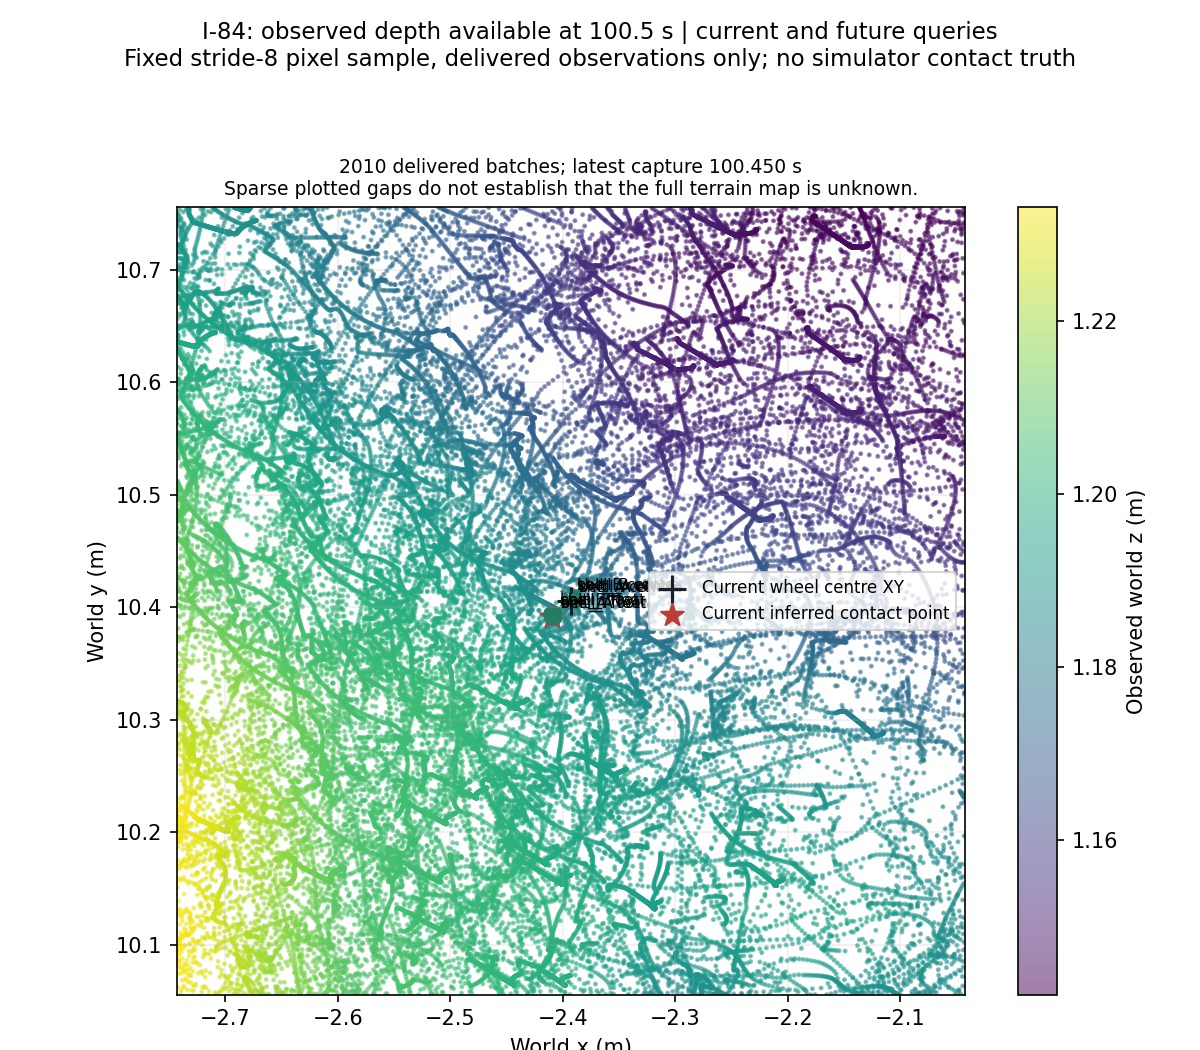 I-84: observed depth available at 100.5 s | current and future queries
Fixed stride-8 pixel sample, delivered observations only; no simulator contact truth
2010 delivered batches; latest capture 100.450 s
Sparse plotted gaps do not establish that the full terrain map is unknown.
10.7
10.6
10.5
10.4
10.3
10.2
10.1
World y (m)
Current wheel centre XY
Current inferred contact point
−2.7
−2.6
−2.5
−2.4
−2.3
−2.2
−2.1
World x (m)
1.22
1.20
1.18
1.16
Observed world z (m)